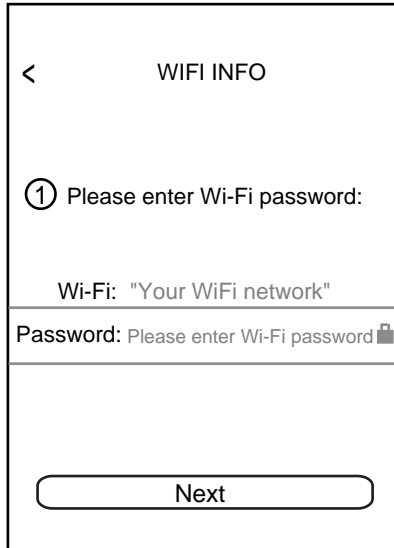 < WIFI INFO
① Please enter Wi-Fi password:
Wi-Fi: "Your WiFi network"
Password: Please enter Wi-Fi password
Next